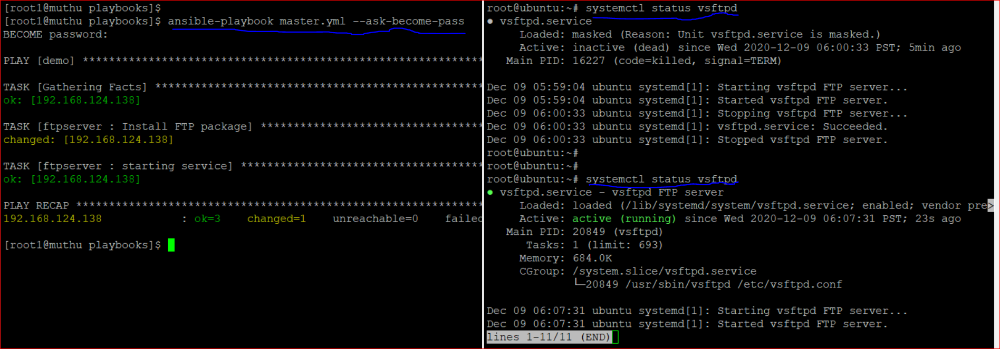 [root1@muthu playbooks]$
[root1@muthu playbooks]$ ansible-playbook master.yml --ask-become-pass
BECOME password:
PLAY [demo] *************************************************************
TASK [Gathering Facts] **************************************************
ok: [192.168.124.138]
TASK [ftpserver : Install FTP package] **********************************
changed: [192.168.124.138]
TASK [ftpserver : starting service] *************************************
ok: [192.168.124.138]
PLAY RECAP **************************************************************
192.168.124.138 : ok=3 changed=1 unreachable=0 failed
[root1@muthu playbooks]$
root@ubuntu:~# systemctl status vsftpd
● vsftpd.service
Loaded: masked (Reason: Unit vsftpd.service is masked.)
Active: inactive (dead) since Wed 2020-12-09 06:00:33 PST; 5min ago
Main PID: 16227 (code=killed, signal=TERM)
Dec 09 05:59:04 ubuntu systemd[1]: Starting vsftpd FTP server...
Dec 09 05:59:04 ubuntu systemd[1]: Started vsftpd FTP server.
Dec 09 06:00:33 ubuntu systemd[1]: Stopping vsftpd FTP server...
Dec 09 06:00:33 ubuntu systemd[1]: vsftpd.service: Succeeded.
Dec 09 06:00:33 ubuntu systemd[1]: Stopped vsftpd FTP server.
root@ubuntu:~#
root@ubuntu:~#
root@ubuntu:~# systemctl status vsftpd
● vsftpd.service - vsftpd FTP server
Loaded: loaded (/lib/systemd/system/vsftpd.service; enabled; vendor pre>
Active: active (running) since Wed 2020-12-09 06:07:31 PST; 23s ago
Main PID: 20849 (vsftpd)
Tasks: 1 (limit: 693)
Memory: 684.0K
CGroup: /system.slice/vsftpd.service
└─20849 /usr/sbin/vsftpd /etc/vsftpd.conf
Dec 09 06:07:31 ubuntu systemd[1]: Starting vsftpd FTP server...
Dec 09 06:07:31 ubuntu systemd[1]: Started vsftpd FTP server.
lines 1-11/11 (END)